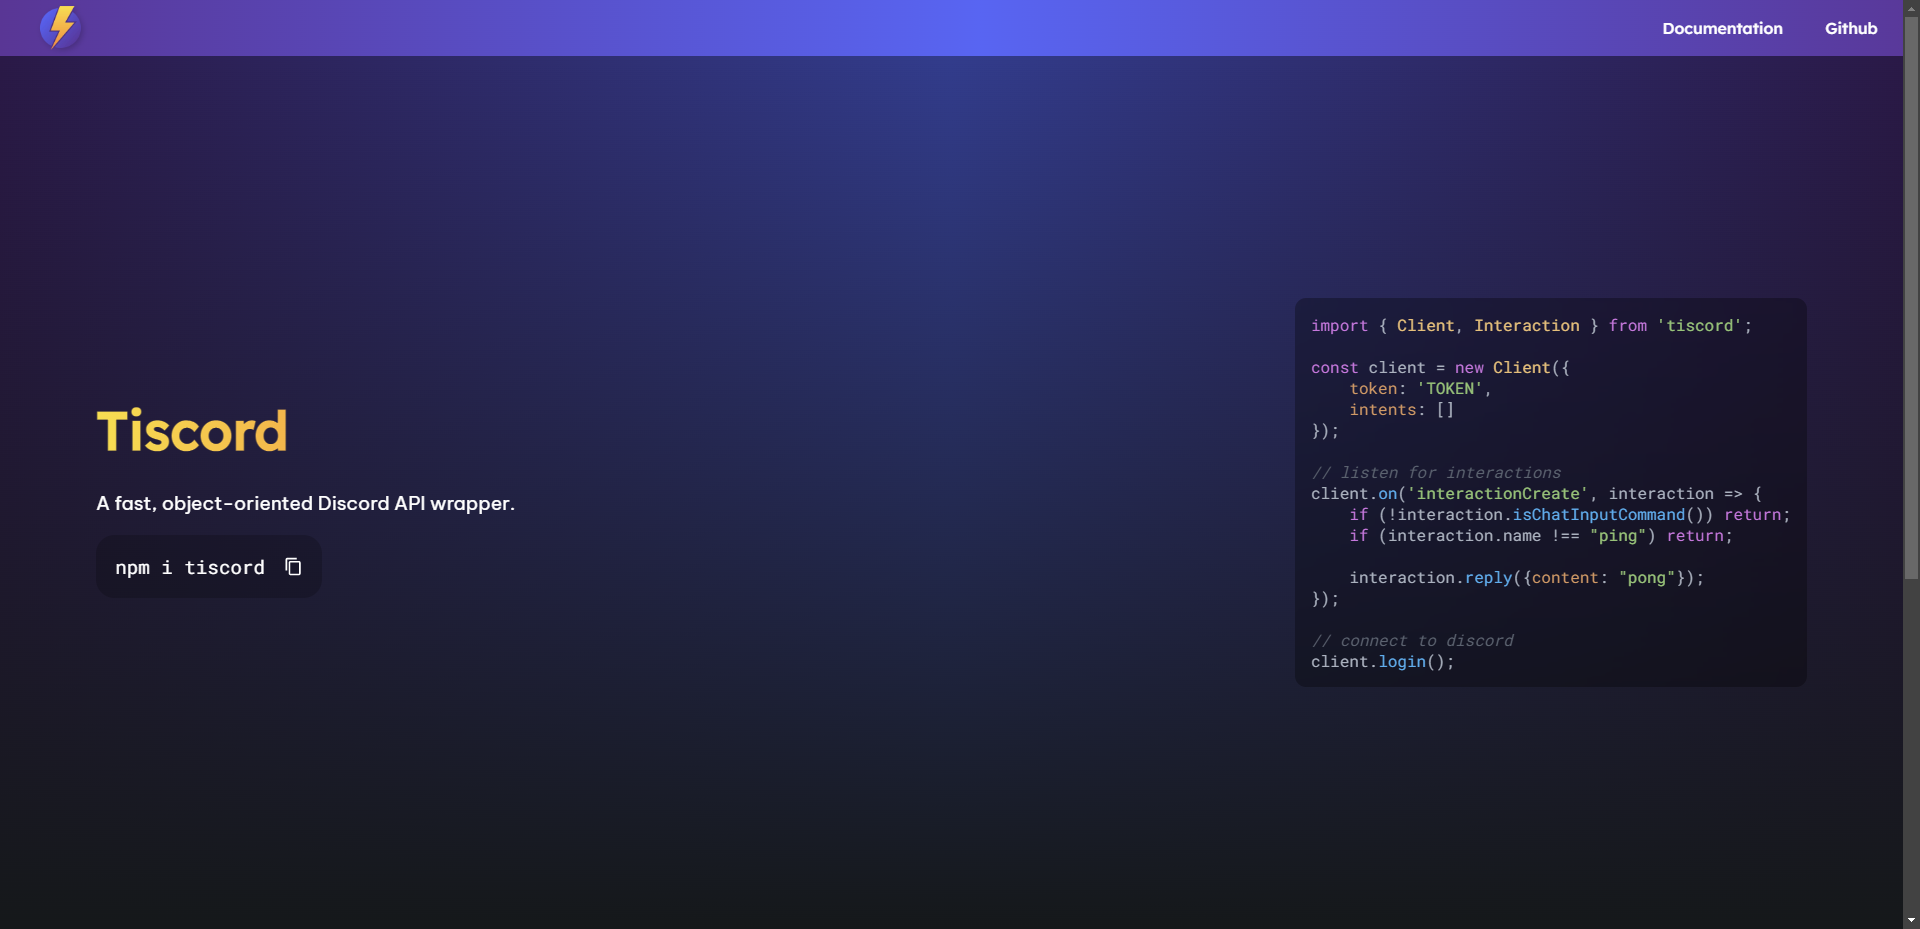 Documentation
Github
Tiscord
A fast, object-oriented Discord API wrapper.
npm i tiscord
import { Client, Interaction } from 'tiscord';
const client = new Client({
    token: 'TOKEN',
    intents: []
});
// listen for interactions
client.on('interactionCreate', interaction => {
    if (!interaction.isChatInputCommand()) return;
    if (interaction.name !== "ping") return;
    interaction.reply({content: "pong"});
});
// connect to discord
client.login();